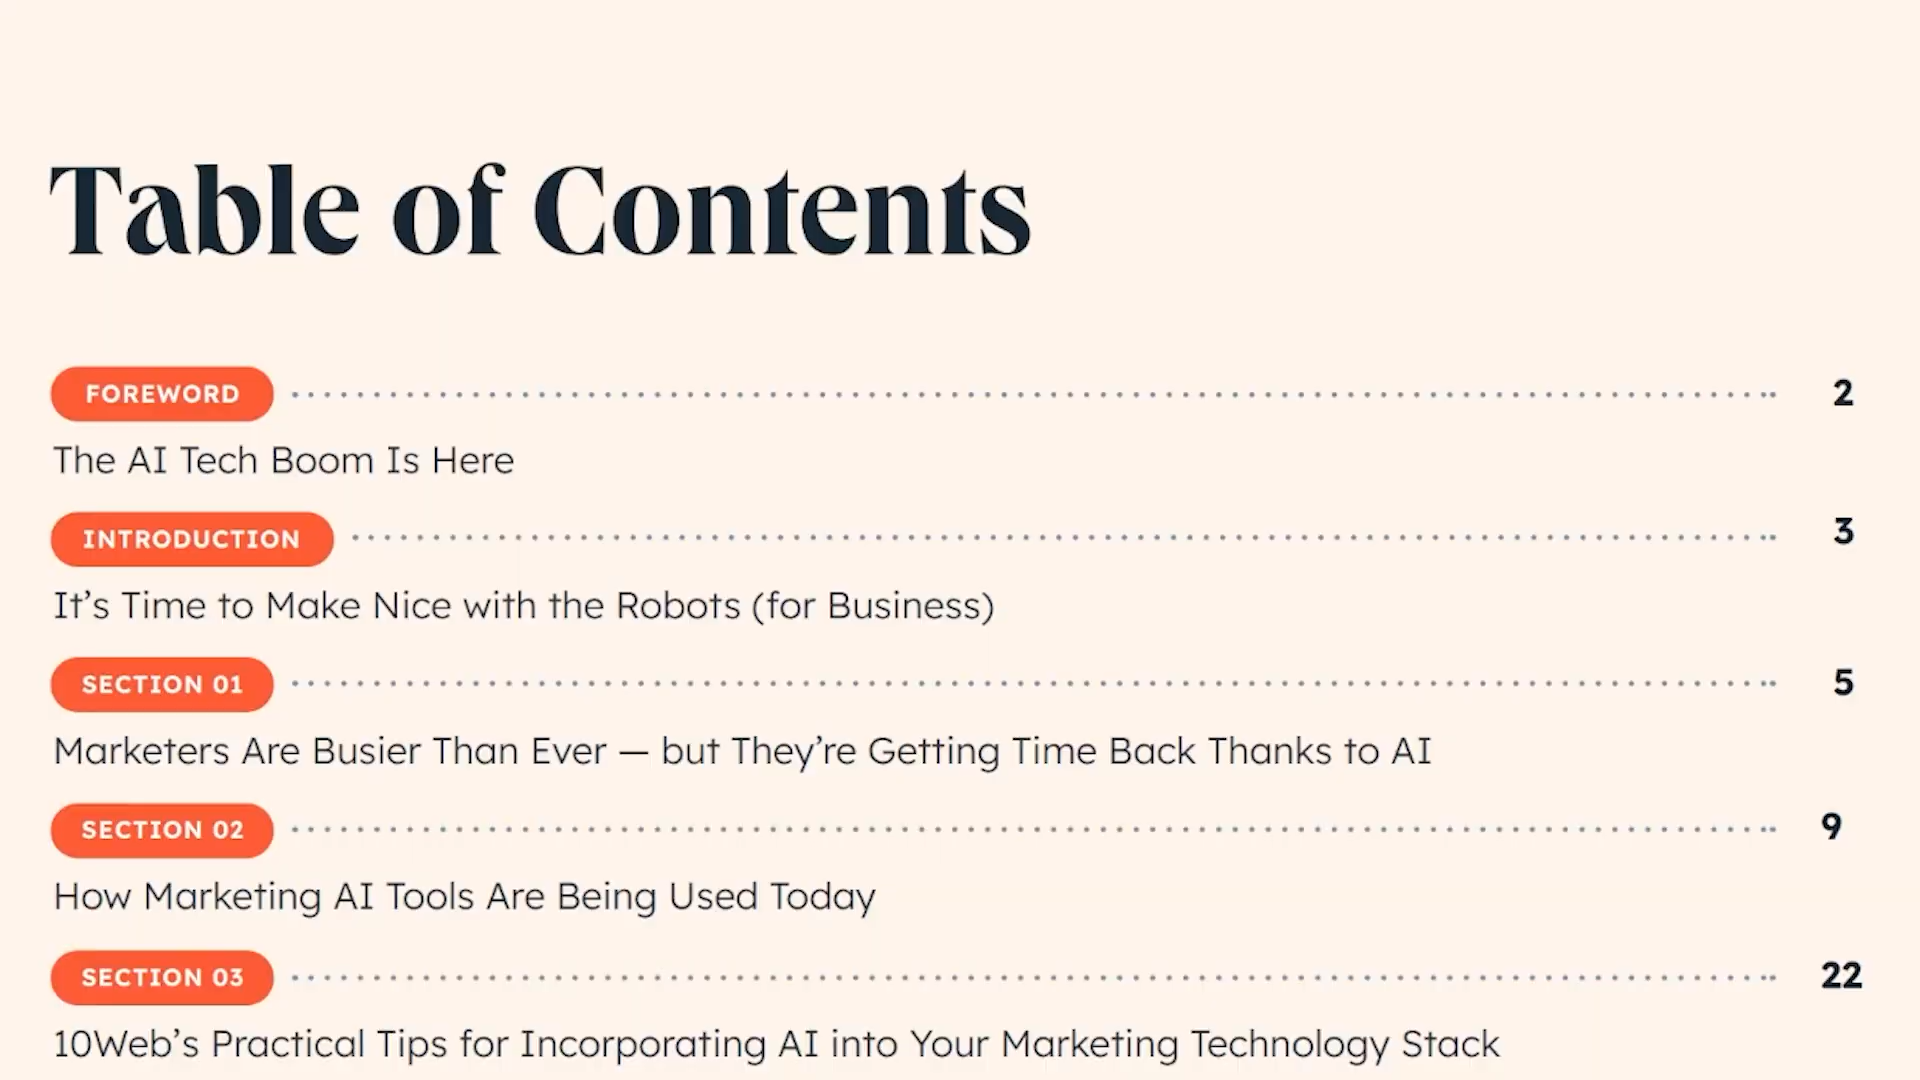 Table of Contents
FOREWORD 2
The AI Tech Boom Is Here
INTRODUCTION 3
It’s Time to Make Nice with the Robots (for Business)
SECTION 01 5
Marketers Are Busier Than Ever — but They’re Getting Time Back Thanks to AI
SECTION 02 9
How Marketing AI Tools Are Being Used Today
SECTION 03 22
10Web’s Practical Tips for Incorporating AI into Your Marketing Technology Stack